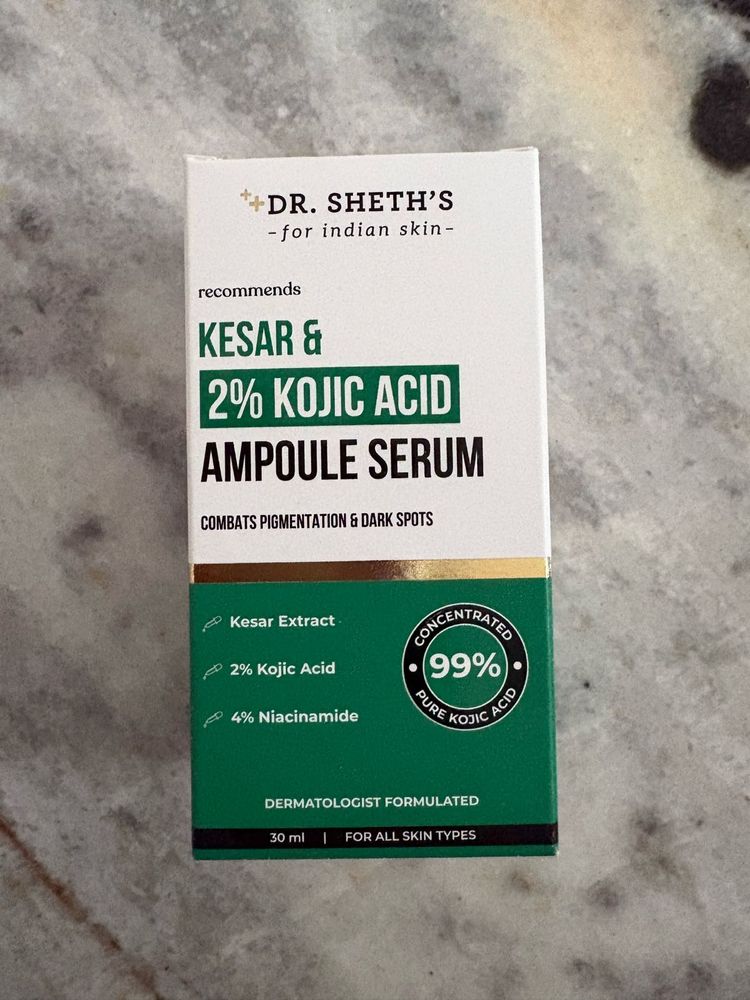 DR. SHETH'S
-for indian skin-
recommends
KESAR &
2% KOJIC ACID
AMPOULE SERUM
COMBATS PIGMENTATION & DARK SPOTS
Kesar Extract
2% Kojic Acid
4% Niacinamide
CONCENTRATED
99%
PURE KOJIC ACID
DERMATOLOGIST FORMULATED
30 ml | FOR ALL SKIN TYPES